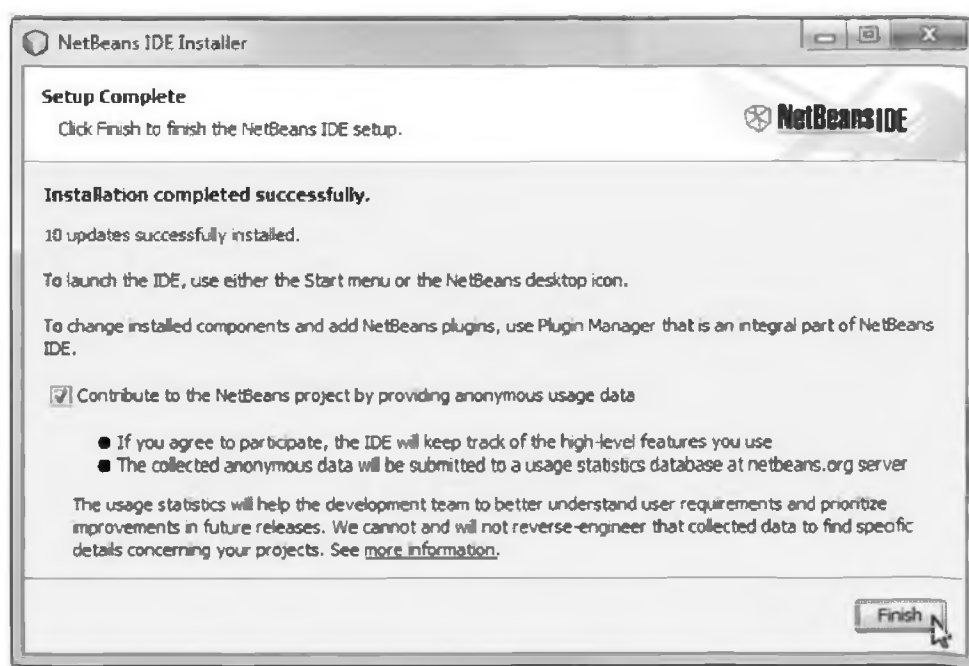 NetBeans IDE Installer
Setup Complete
Click Finish to finish the NetBeans IDE setup.
NetBeans IDE
Installation completed successfully.
10 updates successfully installed.
To launch the IDE, use either the Start menu or the NetBeans desktop icon.
To change installed components and add NetBeans plugins, use Plugin Manager that is an integral part of NetBeans
IDE.
Contribute to the NetBeans project by providing anonymous usage data
● If you agree to participate, the IDE will keep track of the high-level features you use
● The collected anonymous data will be submitted to a usage statistics database at netbeans.org server
The usage statistics will help the development team to better understand user requirements and prioritize
improvements in future releases. We cannot and will not reverse-engineer that collected data to find specific
details concerning your projects. See more information.
Finish